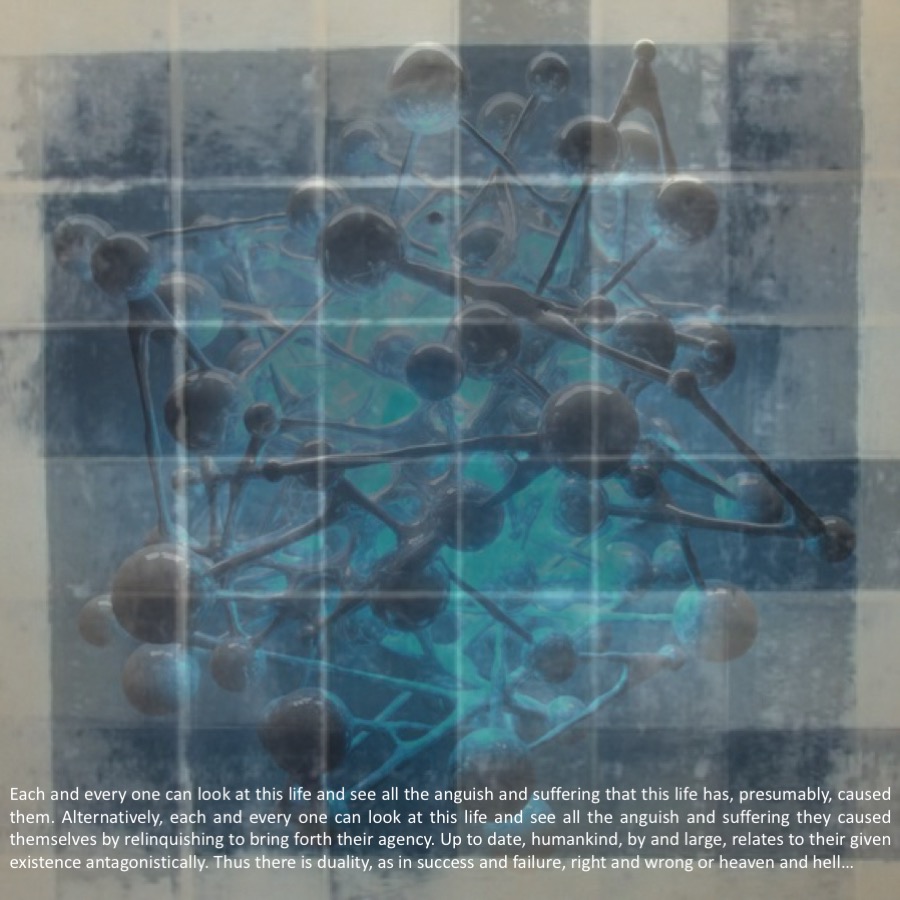 Each and every one can look at this life and see all the anguish and suffering that this life has, presumably, caused
them. Alternatively, each and every one can look at this life and see all the anguish and suffering they caused
themselves by relinquishing to bring forth their agency. Up to date, humankind, by and large, relates to their given
existence antagonistically. Thus there is duality, as in success and failure, right and wrong or heaven and hell...